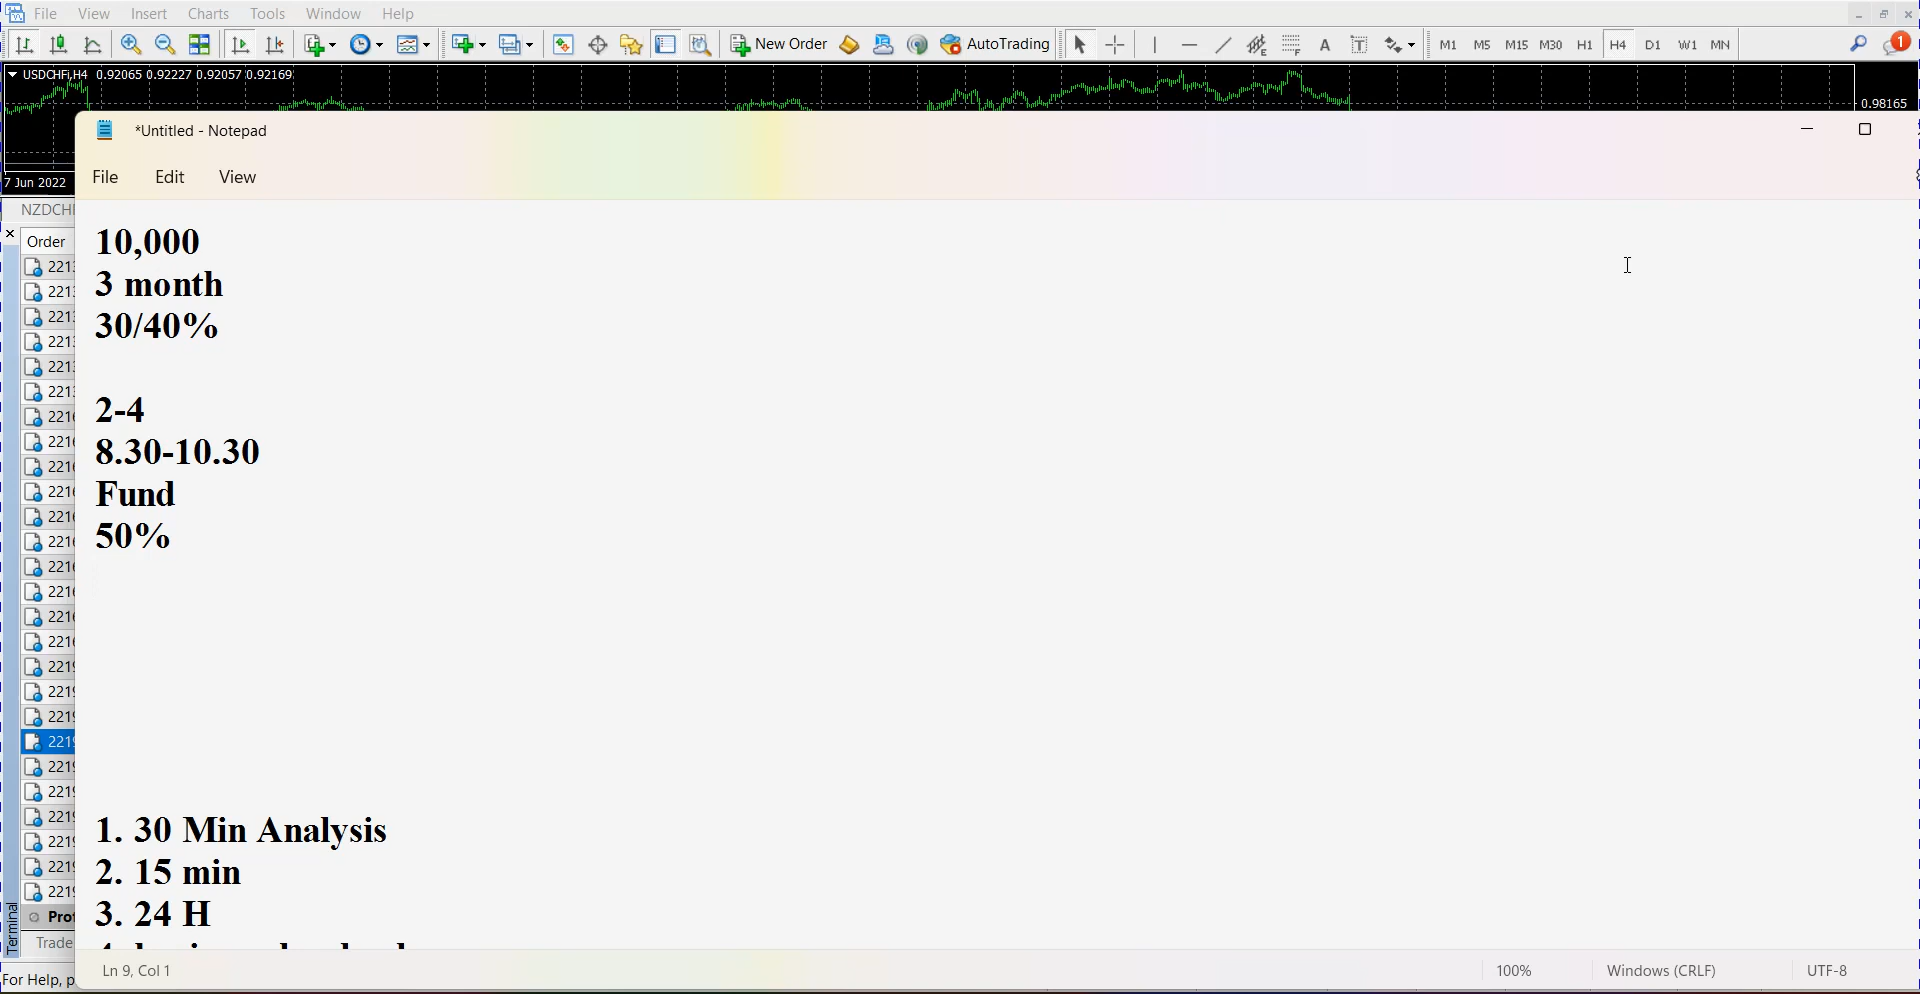 File View Insert Charts Tools Window Help
New Order AutoTrading A T M1 M5 M15 M30 H1 H4 D1 W1 MN 1
USDCHFi,H4 0.92065 0.92227 0.92057 0.92169
0.98165
*Untitled - Notepad
File Edit View
7 Jun 2022
10,000
3 month
30/40%
2-4
8.30-10.30
Fund
50%
1. 30 Min Analysis
2. 15 min
3. 24 H
Order
Terminal
Trade
Ln 9, Col 1 100% Windows (CRLF) UTF-8
For Help, p